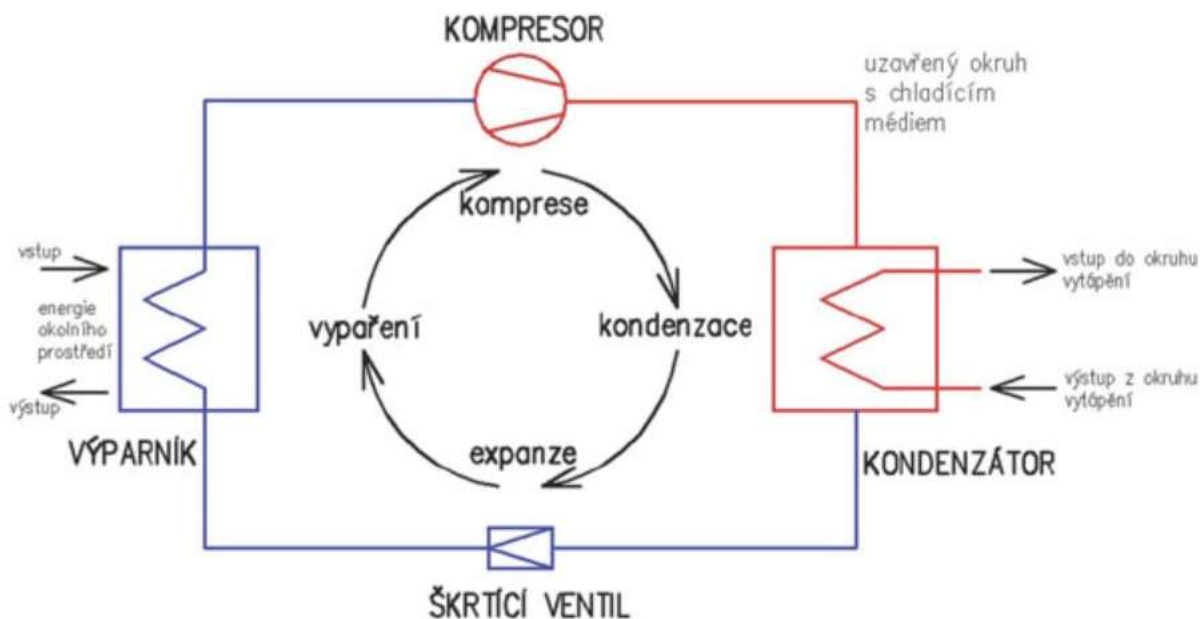 KOMPRESOR
uzavřený okruh
s chladícím
médiem
komprese
vstup
vstup do okruhu
vytápění
energie
okolního
prostředí
vypaření
kondenzace
výstup
výstup z okruhu
vytápění
VÝPARNÍK
expanze
KONDENZÁTOR
ŠKRTÍCÍ VENTIL